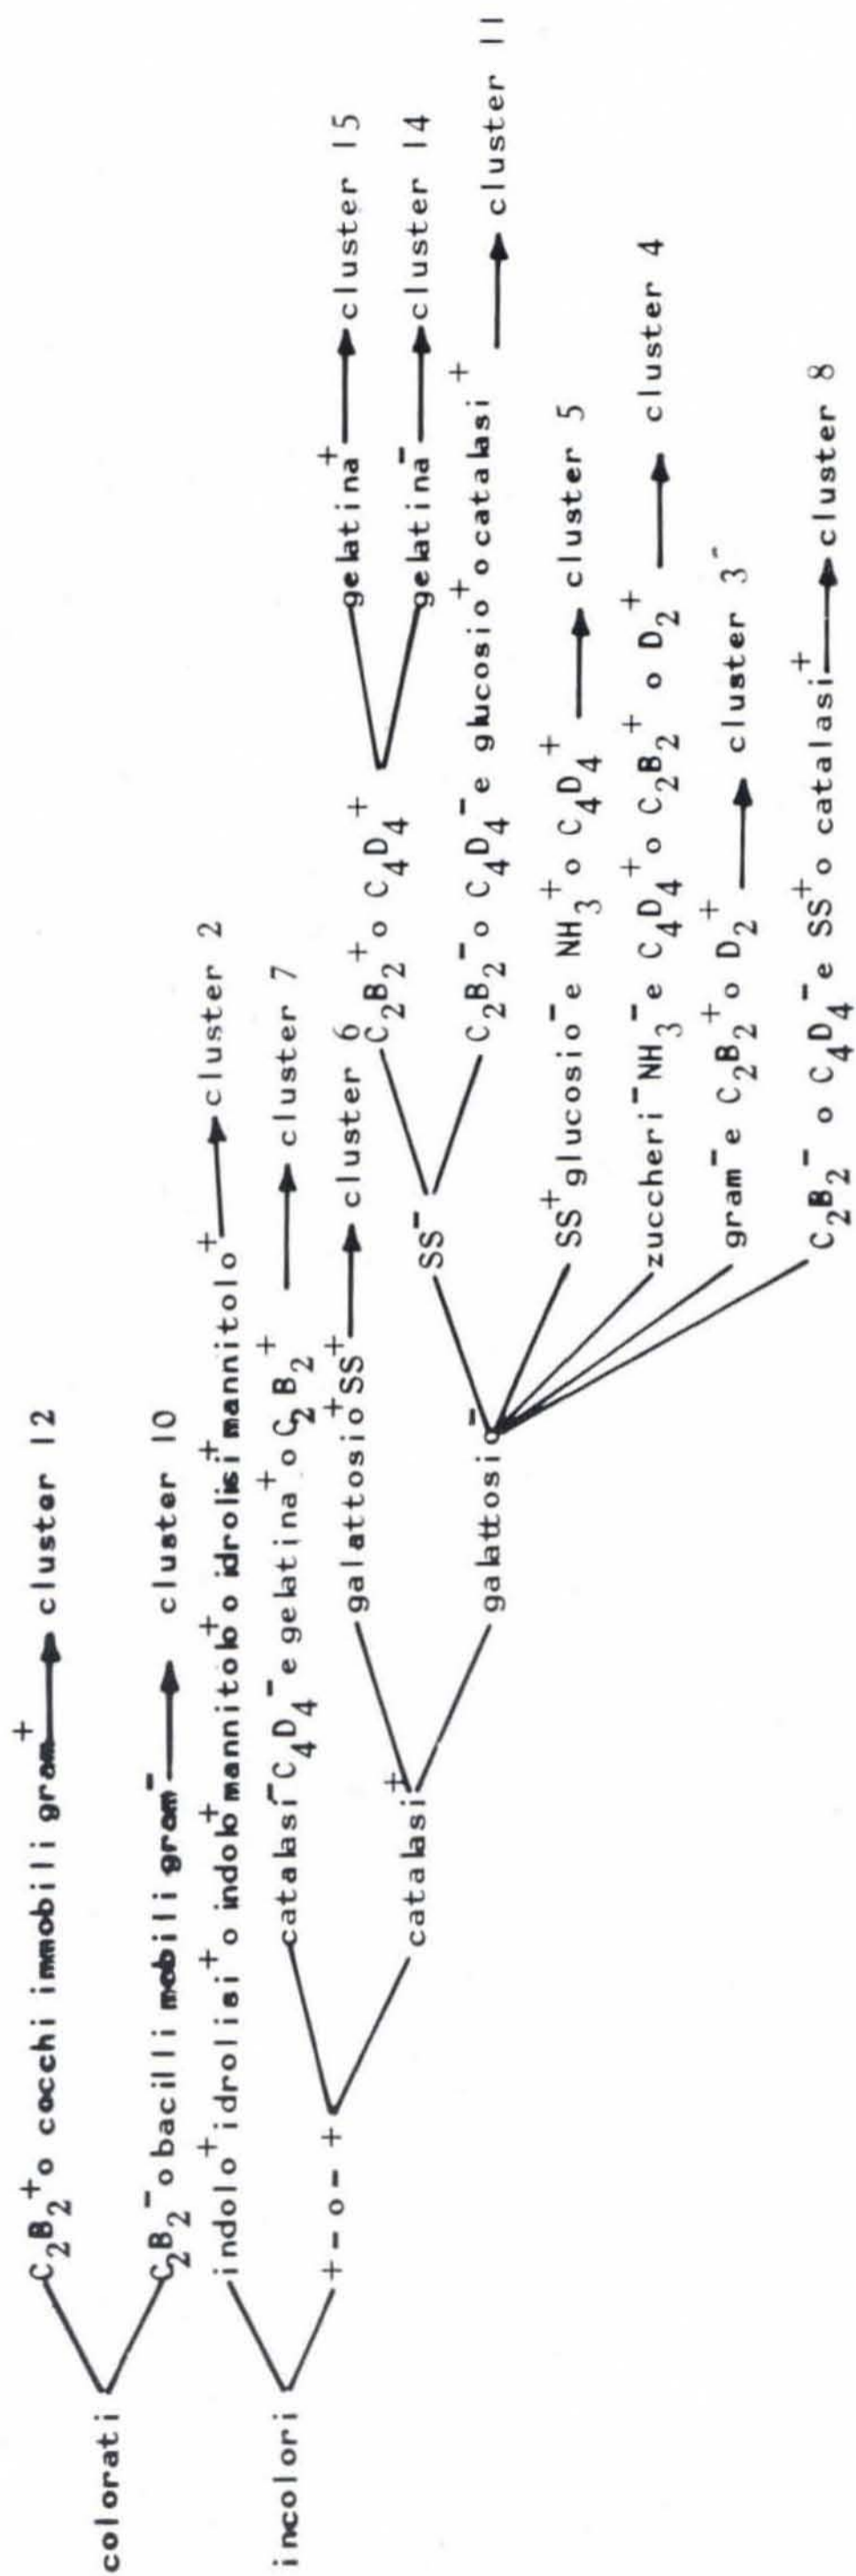 colorati
C₂B₂⁺ o cocchi immobili gram⁺ → cluster 12
C₂B₂⁻ o bacilli mobili gram⁻ → cluster 10
incolori
indolo⁺ idrolisi⁺ o indolo⁺ mannitolo⁺ o idrolisi⁺ mannitolo⁺ → cluster 2
+ - o - +
catalasi⁻ C₄D₄⁻ e gelatina⁺ o C₂B₂⁺ → cluster 7
catalasi⁺
galattosio⁺ SS⁺ → cluster 6
galattosio⁻
SS⁻
C₂B₂⁺ o C₄D₄⁺
gelatina⁺ → cluster 15
gelatina⁻ → cluster 14
C₂B₂⁻ o C₄D₄⁻ e glucosio⁺ o catalasi⁺ → cluster 11
SS⁺ glucosio⁻ e NH₃⁺ o C₄D₄⁺ → cluster 5
zuccheri⁻ NH₃⁻ e C₄D₄⁺ o C₂B₂⁺ o D₂⁺ → cluster 4
gram⁻ e C₂B₂⁺ o D₂⁺ → cluster 3
C₂B₂⁻ o C₄D₄⁻ e SS⁺ o catalasi⁺ → cluster 8